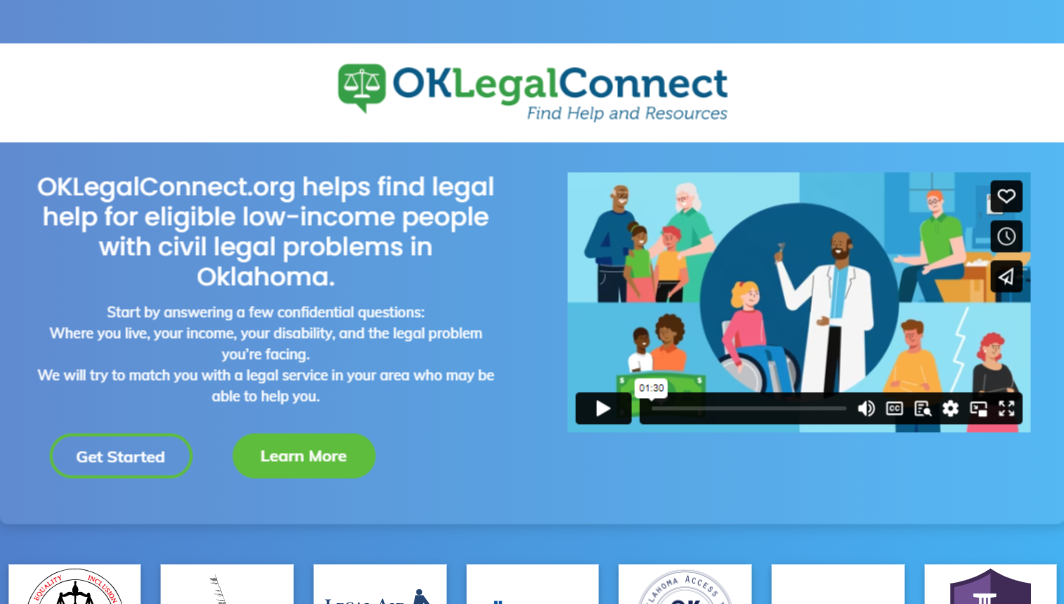 OKLegalConnect
Find Help and Resources
OKLegalConnect.org helps find legal
help for eligible low-income people
with civil legal problems in
Oklahoma.
Start by answering a few confidential questions:
Where you live, your income, your disability, and the legal problem
you're facing.
We will try to match you with a legal service in your area who may be
able to help you.
$ $
01:30
CC
Get Started
Learn More
EQUALITY INCLUSION
LEGAL AID
OKLAHOMA ACCESS
OK